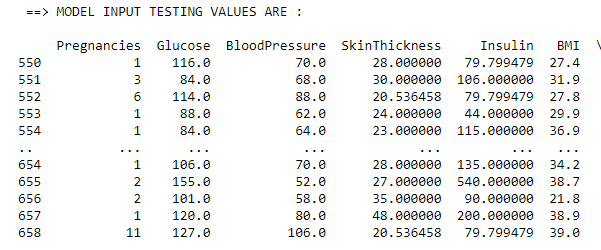 ==> MODEL INPUT TESTING VALUES ARE :
Pregnancies Glucose BloodPressure SkinThickness Insulin BMI \
550 1 116.0 70.0 28.000000 79.799479 27.4
551 3 84.0 68.0 30.000000 106.000000 31.9
552 6 114.0 88.0 20.536458 79.799479 27.8
553 1 88.0 62.0 24.000000 44.000000 29.9
554 1 84.0 64.0 23.000000 115.000000 36.9
.. ... ... ... ... ... ...
654 1 106.0 70.0 28.000000 135.000000 34.2
655 2 155.0 52.0 27.000000 540.000000 38.7
656 2 101.0 58.0 35.000000 90.000000 21.8
657 1 120.0 80.0 48.000000 200.000000 38.9
658 11 127.0 106.0 20.536458 79.799479 39.0